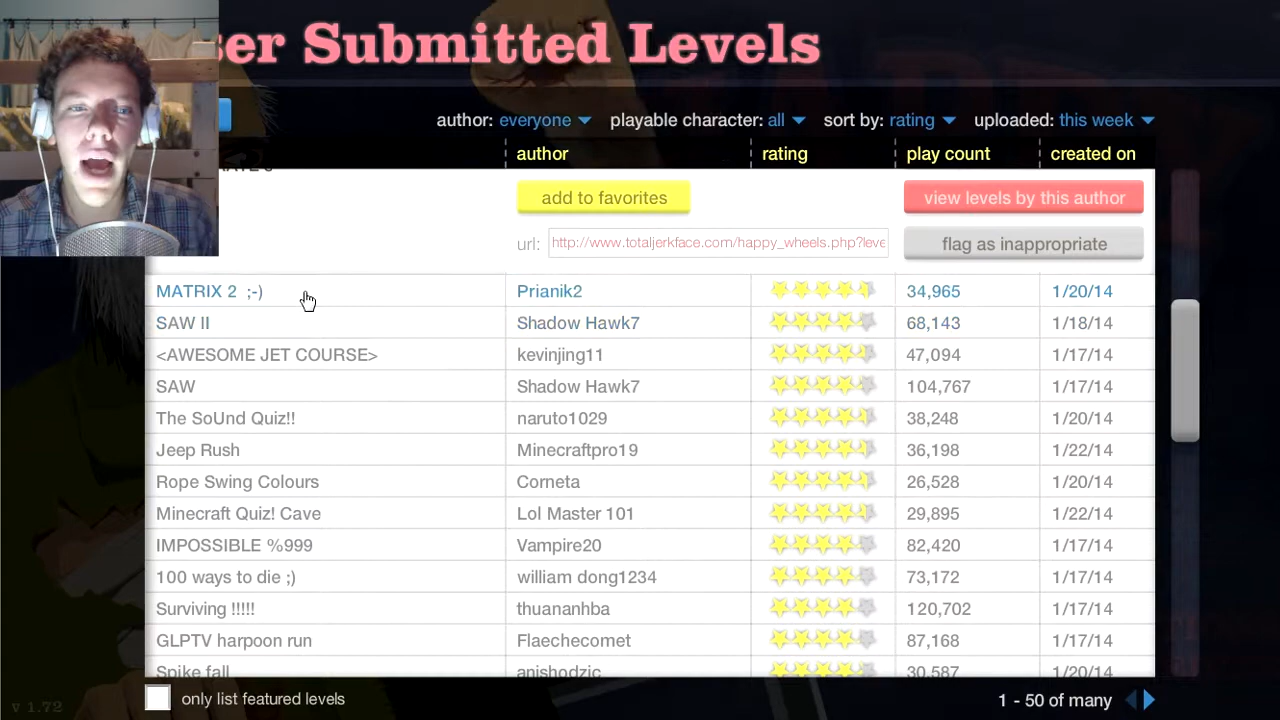 ser Submitted Levels
author: everyone playable character: all sort by: rating uploaded: this week
author rating play count created on
add to favorites view levels by this author
url: http://www.totaljerkface.com/happy_wheels.php?leve flag as inappropriate
MATRIX 2 ;-) Prianik2 34,965 1/20/14
SAW II Shadow Hawk7 68,143 1/18/14
<AWESOME JET COURSE> kevinjing11 47,094 1/17/14
SAW Shadow Hawk7 104,767 1/17/14
The SoUnd Quiz!! naruto1029 38,248 1/20/14
Jeep Rush Minecraftpro19 36,198 1/22/14
Rope Swing Colours Corneta 26,528 1/20/14
Minecraft Quiz! Cave Lol Master 101 29,895 1/22/14
IMPOSSIBLE %999 Vampire20 82,420 1/17/14
100 ways to die ;) william dong1234 73,172 1/17/14
Surviving !!!!! thuananhba 120,702 1/17/14
GLPTV harpoon run Flaechecomet 87,168 1/17/14
Spike fall anishodzic 30,587 1/20/14
only list featured levels 1 - 50 of many
v 1.72